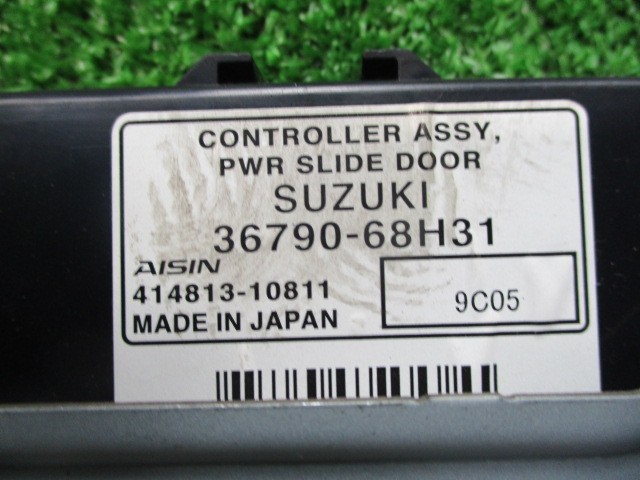 CONTROLLER ASSY,
PWR SLIDE DOOR
SUZUKI
36790-68H31
AISIN
414813-10811
9C05
MADE IN JAPAN